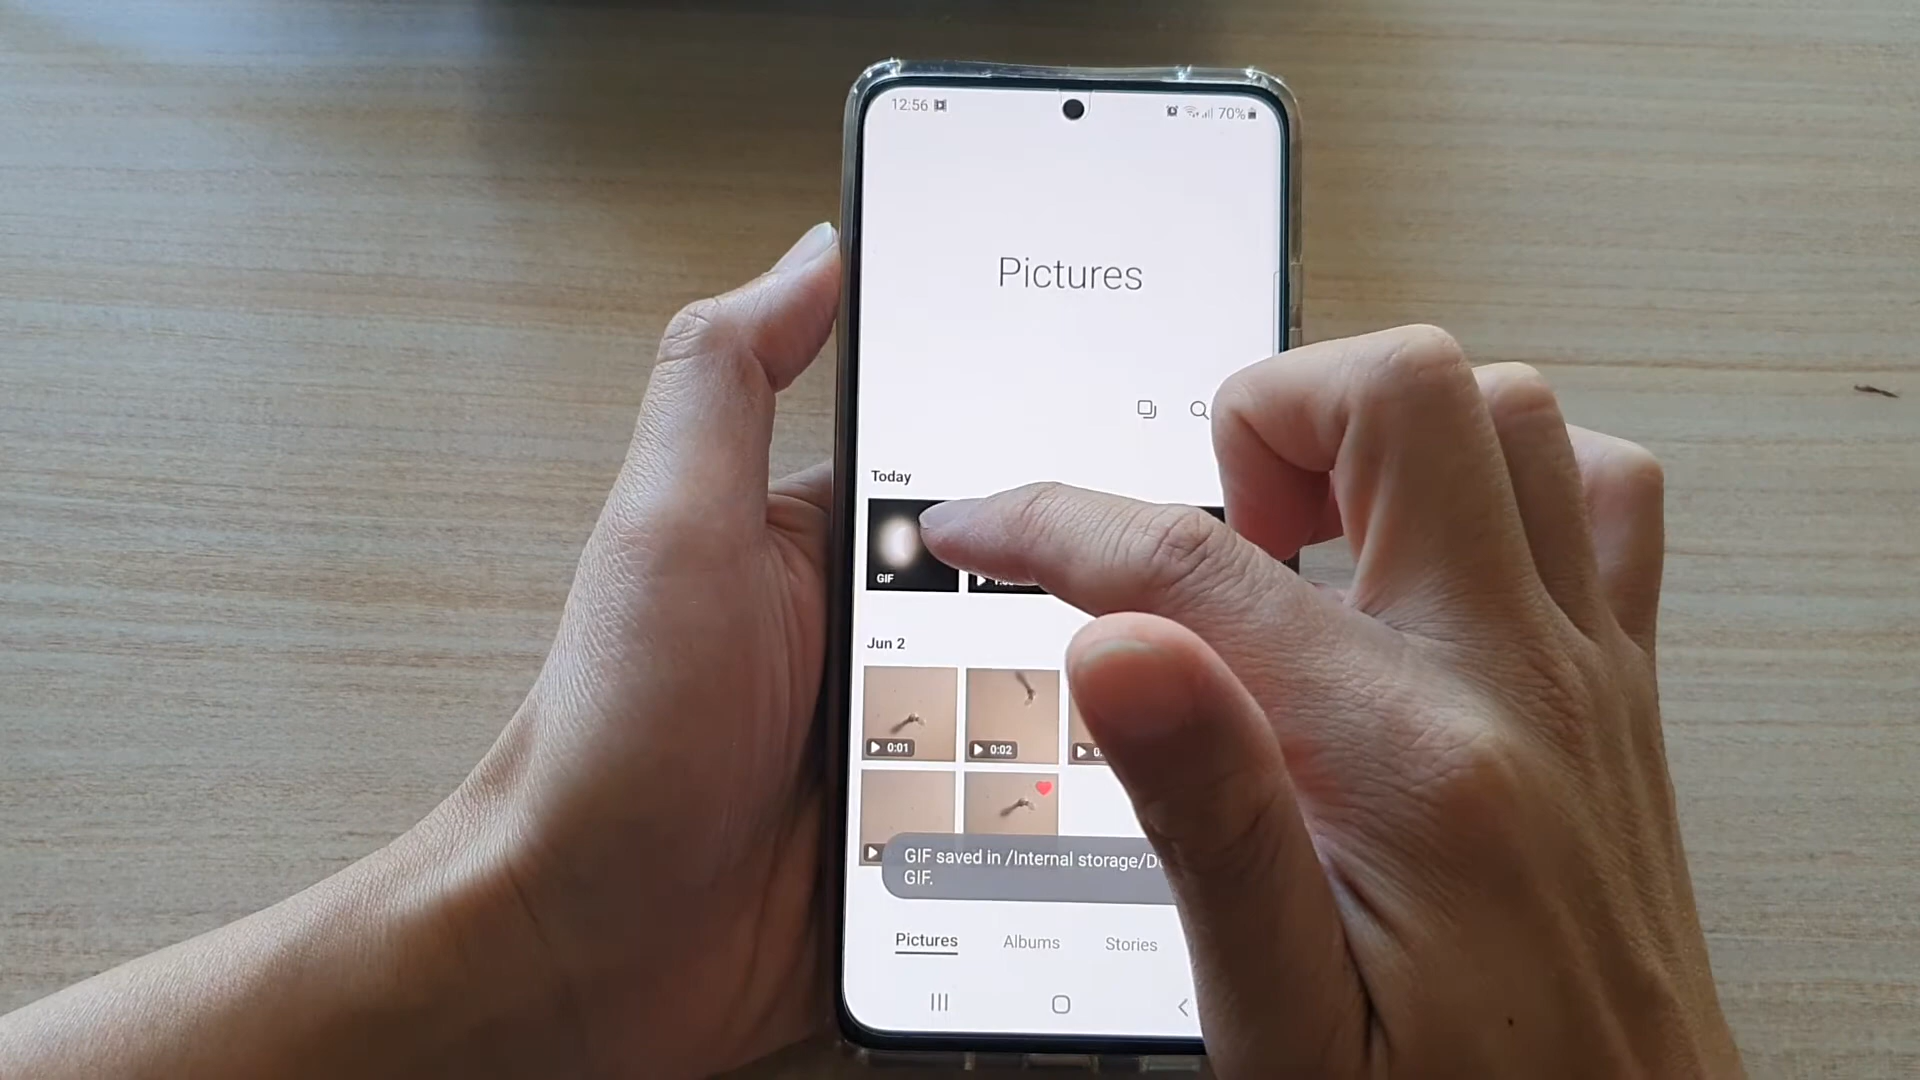 12:56
70%
Pictures
Today
GIF
Jun 2
0:01
0:02
GIF saved in /Internal storage/D
GIF.
Pictures Albums Stories